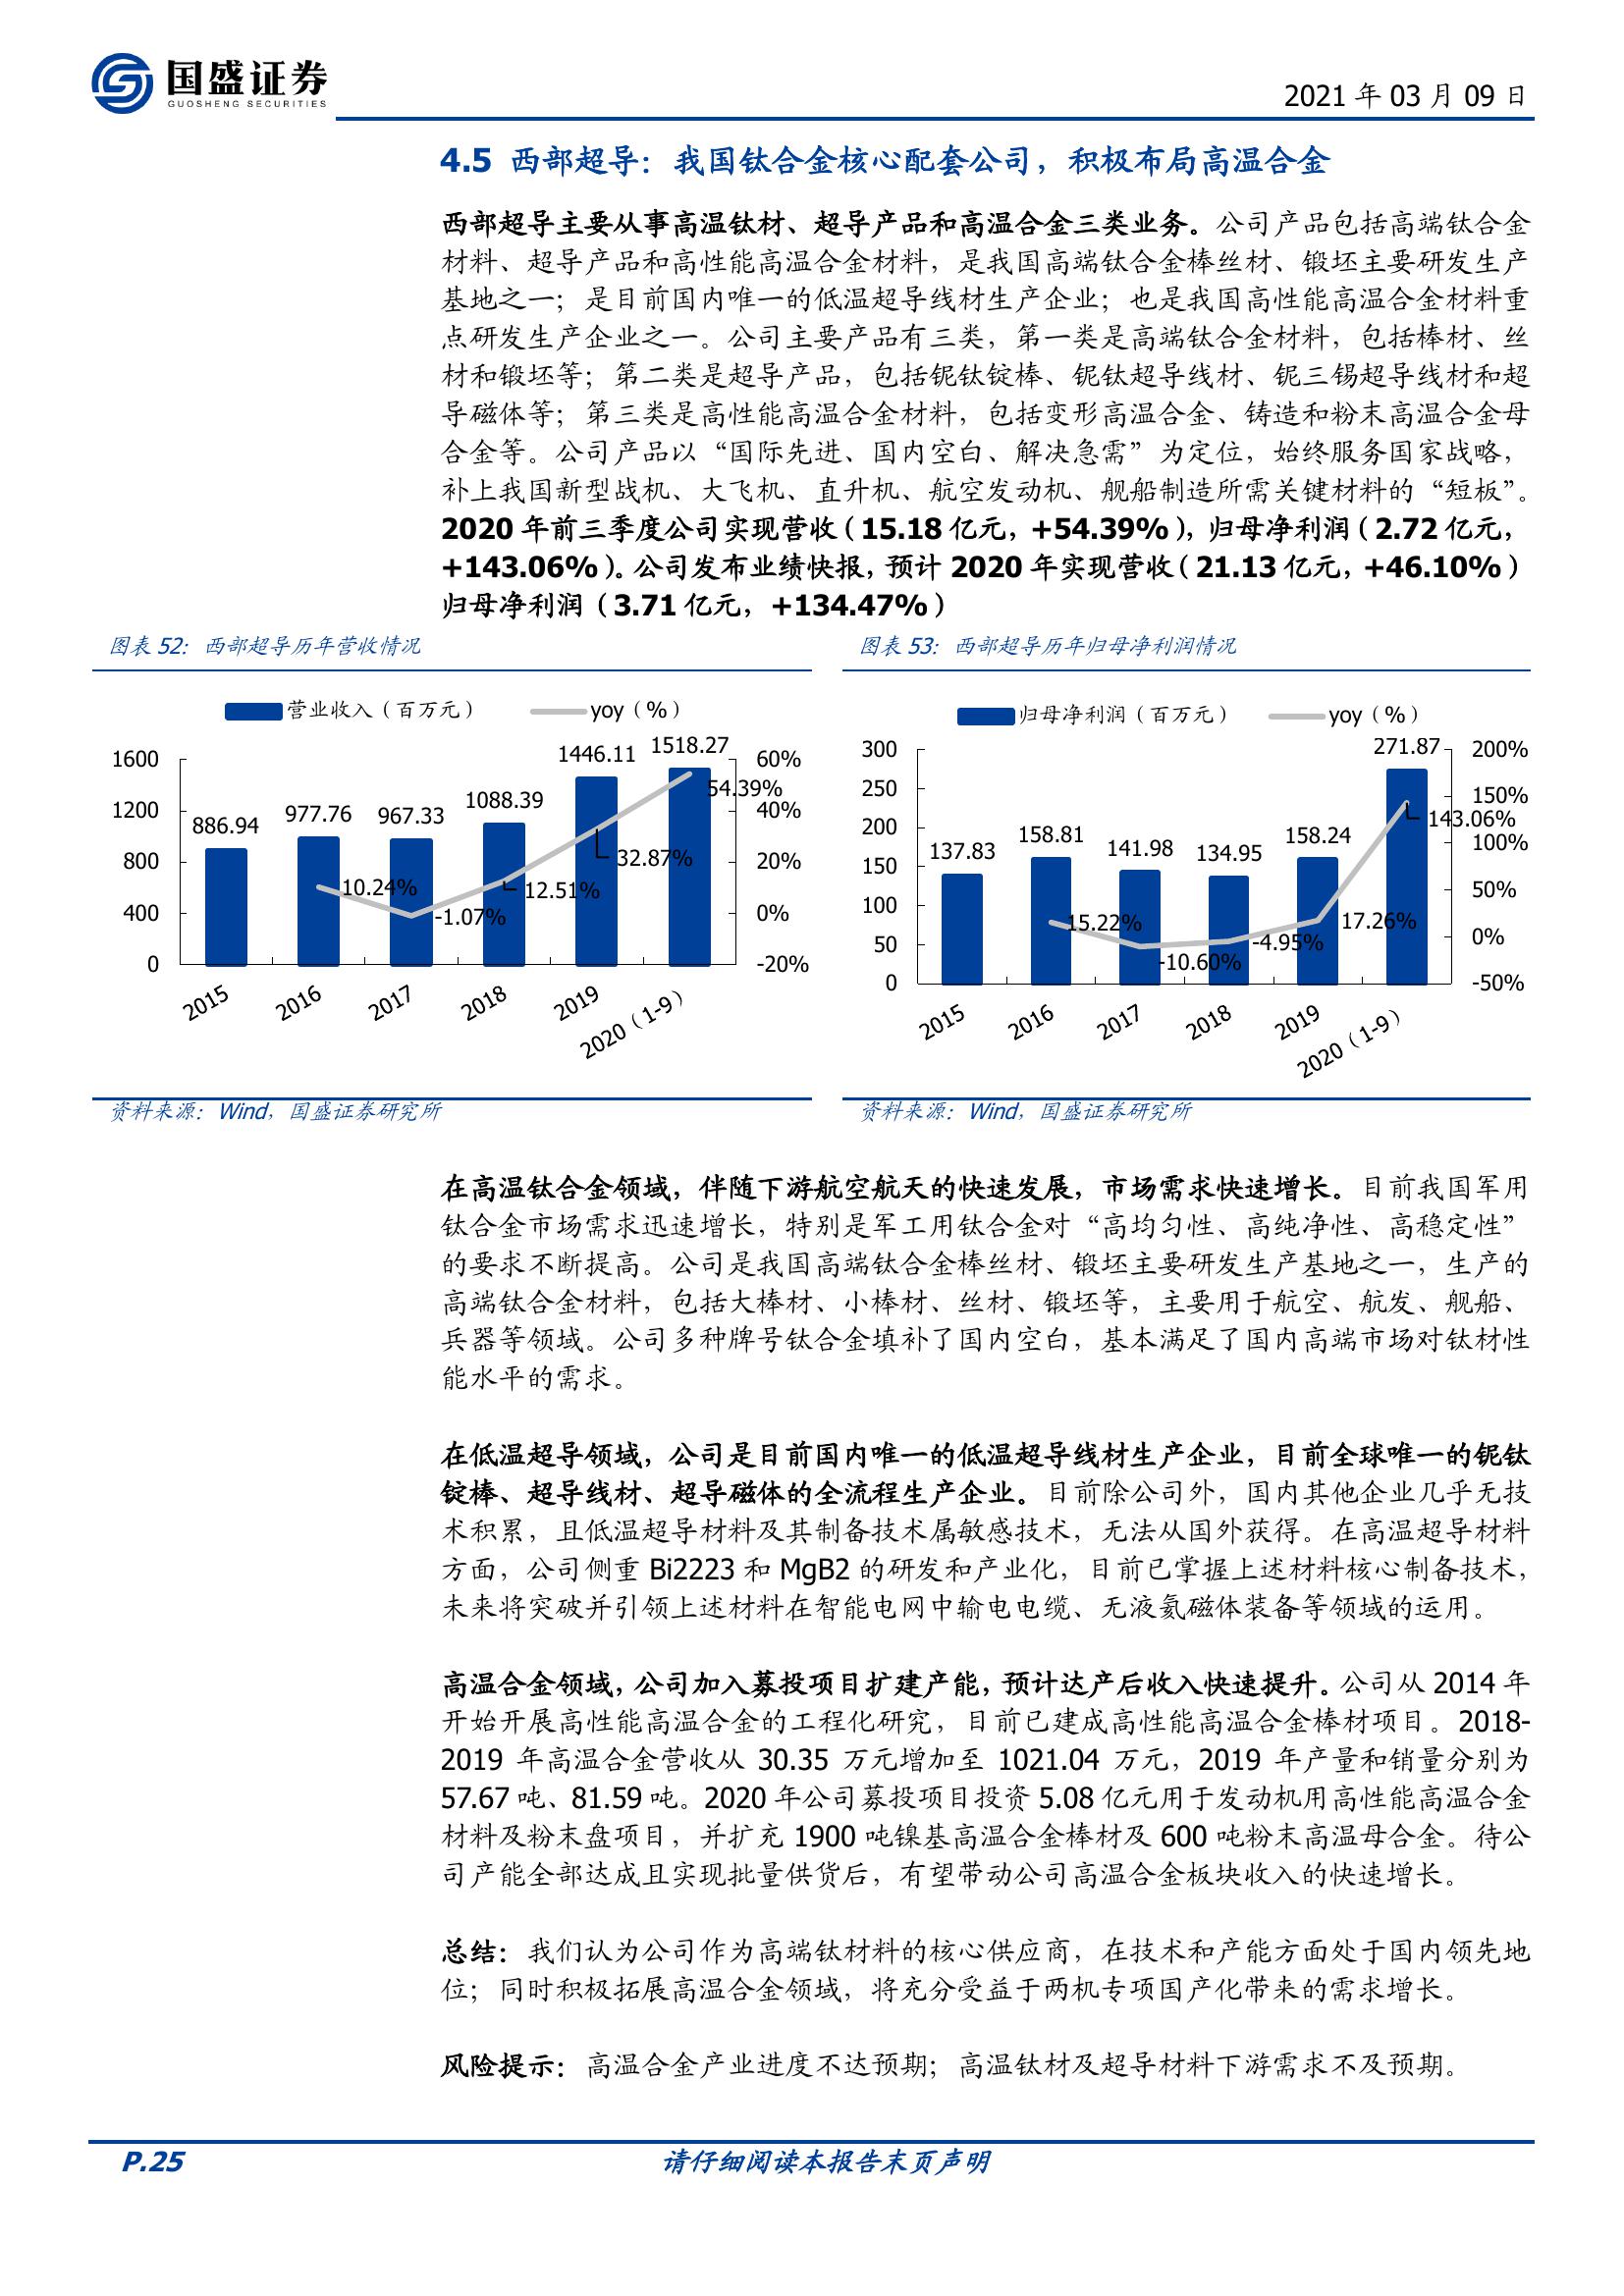 国盛证券
GUOSHENG SECURITIES
2021 年 03 月 09 日
4.5 西部超导：我国钛合金核心配套公司，积极布局高温合金
西部超导主要从事高温钛材、超导产品和高温合金三类业务。公司产品包括高端钛合金
材料、超导产品和高性能高温合金材料，是我国高端钛合金棒丝材、锻坯主要研发生产
基地之一；是目前国内唯一的低温超导线材生产企业；也是我国高性能高温合金材料重
点研发生产企业之一。公司主要产品有三类，第一类是高端钛合金材料，包括棒材、丝
材和锻坯等；第二类是超导产品，包括铌钛锭棒、铌钛超导线材、铌三锡超导线材和超
导磁体等；第三类是高性能高温合金材料，包括变形高温合金、铸造和粉末高温合金母
合金等。公司产品以“国际先进、国内空白、解决急需”为定位，始终服务国家战略，
补上我国新型战机、大飞机、直升机、航空发动机、舰船制造所需关键材料的“短板”。
2020 年前三季度公司实现营收（15.18 亿元，+54.39%），归母净利润（2.72 亿元，
+143.06%）。公司发布业绩快报，预计 2020 年实现营收（21.13 亿元，+46.10%）
归母净利润（3.71 亿元，+134.47%）
图表 52：西部超导历年营收情况
营业收入（百万元） yoy（%）
1600
1200
800
400
0
886.94
977.76
967.33
1088.39
1446.11
1518.27
10.24%
-1.07%
12.51%
32.87%
54.39%
60%
40%
20%
0%
-20%
2015
2016
2017
2018
2019
2020（1-9）
资料来源：Wind，国盛证券研究所
图表 53：西部超导历年归母净利润情况
归母净利润（百万元） yoy（%）
300
250
200
150
100
50
0
137.83
158.81
141.98
134.95
158.24
271.87
15.22%
-10.60%
-4.95%
17.26%
143.06%
200%
150%
100%
50%
0%
-50%
2015
2016
2017
2018
2019
2020（1-9）
资料来源：Wind，国盛证券研究所
在高温钛合金领域，伴随下游航空航天的快速发展，市场需求快速增长。目前我国军用
钛合金市场需求迅速增长，特别是军工用钛合金对“高均匀性、高纯净性、高稳定性”
的要求不断提高。公司是我国高端钛合金棒丝材、锻坯主要研发生产基地之一，生产的
高端钛合金材料，包括大棒材、小棒材、丝材、锻坯等，主要用于航空、航发、舰船、
兵器等领域。公司多种牌号钛合金填补了国内空白，基本满足了国内高端市场对钛材性
能水平的需求。
在低温超导领域，公司是目前国内唯一的低温超导线材生产企业，目前全球唯一的铌钛
锭棒、超导线材、超导磁体的全流程生产企业。目前除公司外，国内其他企业几乎无技
术积累，且低温超导材料及其制备技术属敏感技术，无法从国外获得。在高温超导材料
方面，公司侧重 Bi2223 和 MgB2 的研发和产业化，目前已掌握上述材料核心制备技术，
未来将突破并引领上述材料在智能电网中输电电缆、无液氦磁体装备等领域的运用。
高温合金领域，公司加入募投项目扩建产能，预计达产后收入快速提升。公司从 2014 年
开始开展高性能高温合金的工程化研究，目前已建成高性能高温合金棒材项目。2018-
2019 年高温合金营收从 30.35 万元增加至 1021.04 万元，2019 年产量和销量分别为
57.67 吨、81.59 吨。2020 年公司募投项目投资 5.08 亿元用于发动机用高性能高温合金
材料及粉末盘项目，并扩充 1900 吨镍基高温合金棒材及 600 吨粉末高温母合金。待公
司产能全部达成且实现批量供货后，有望带动公司高温合金板块收入的快速增长。
总结：我们认为公司作为高端钛材料的核心供应商，在技术和产能方面处于国内领先地
位；同时积极拓展高温合金领域，将充分受益于两机专项国产化带来的需求增长。
风险提示：高温合金产业进度不达预期；高温钛材及超导材料下游需求不及预期。
P.25
请仔细阅读本报告末页声明